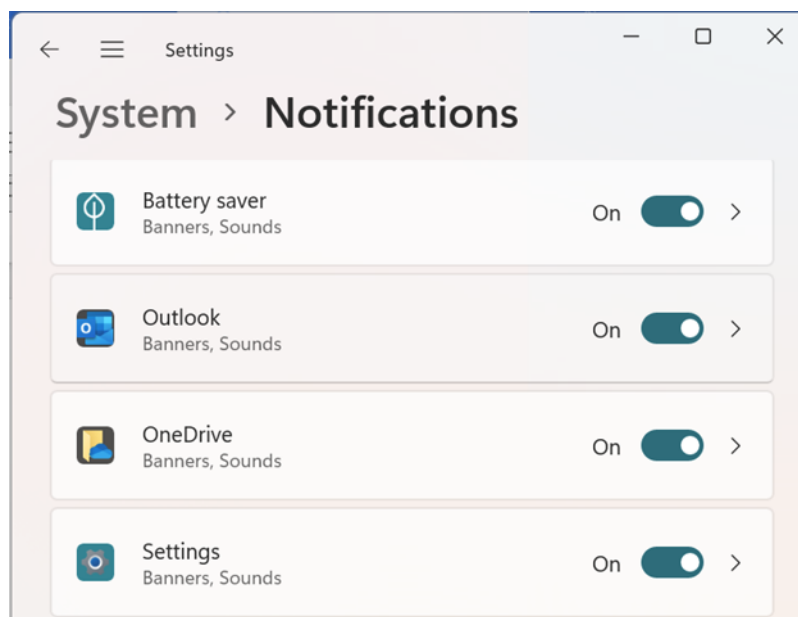 Settings
System > Notifications
Battery saver
Banners, Sounds
On
Outlook
Banners, Sounds
On
OneDrive
Banners, Sounds
On
Settings
Banners, Sounds
On